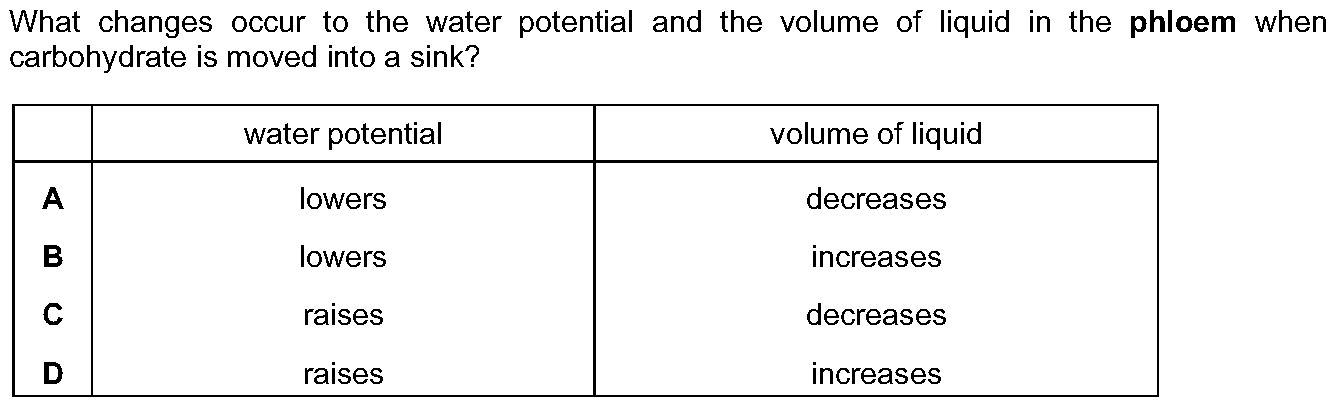 What changes occur to the water potential and the volume of liquid in the phloem when
carbohydrate is moved into a sink?
water potential volume of liquid
A lowers decreases
B lowers increases
C raises decreases
D raises increases